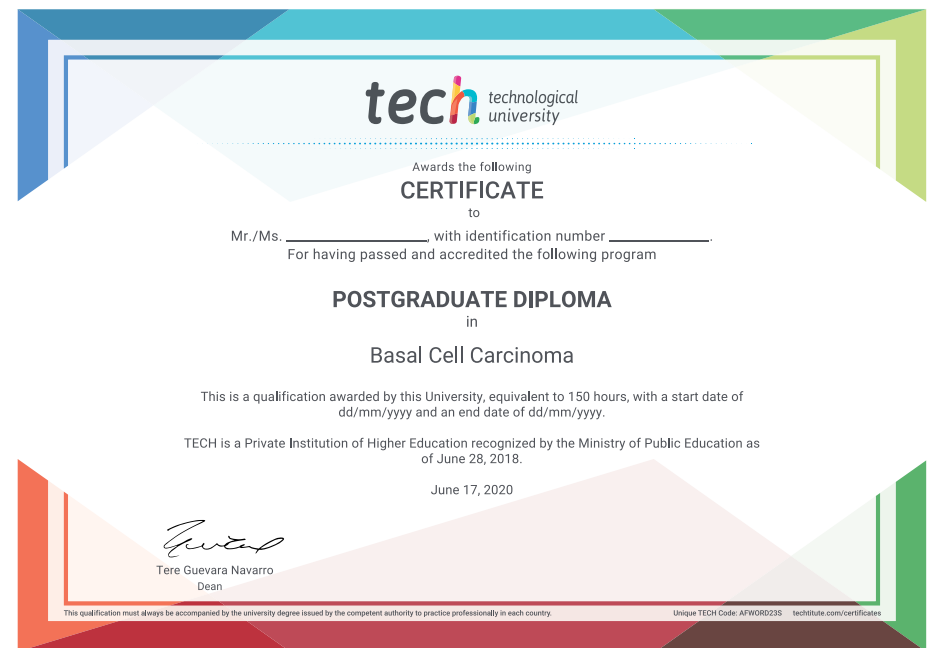 tech technological
university
Awards the following
CERTIFICATE
to
Mr./Ms. ____________________, with identification number ______________.
For having passed and accredited the following program
POSTGRADUATE DIPLOMA
in
Basal Cell Carcinoma
This is a qualification awarded by this University, equivalent to 150 hours, with a start date of
dd/mm/yyyy and an end date of dd/mm/yyyy.
TECH is a Private Institution of Higher Education recognized by the Ministry of Public Education as
of June 28, 2018.
June 17, 2020
Tere Guevara Navarro
Dean
This qualification must always be accompanied by the university degree issued by the competent authority to practice professionally in each country. Unique TECH Code: AFWORD23S techtitute.com/certificates